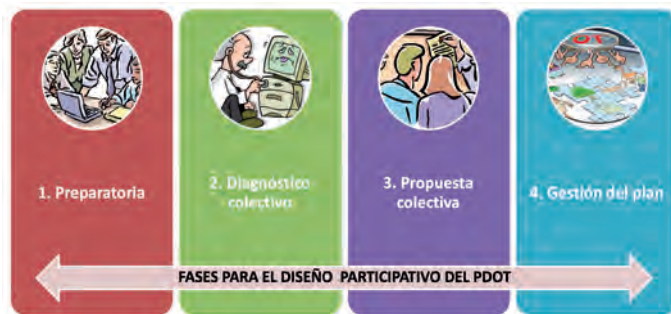 1. Preparatoria
2. Diagnóstico
colectivo
3. Propuesta
colectiva
4. Gestión del plan
FASES PARA EL DISEÑO PARTICIPATIVO DEL PDOT